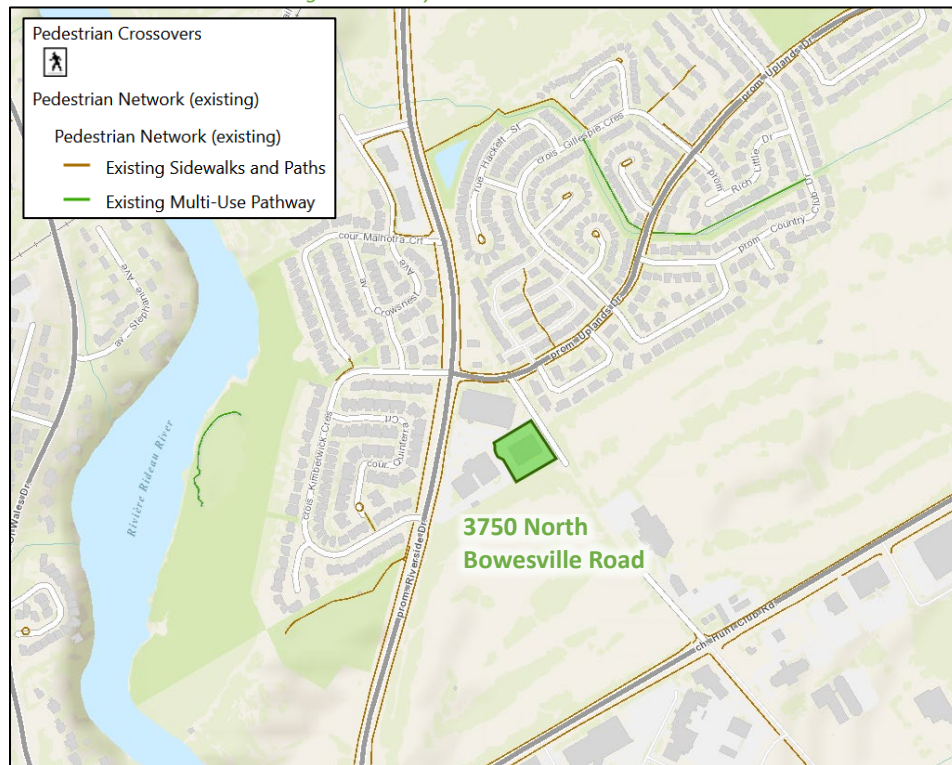 Pedestrian Crossovers
Pedestrian Network (existing)
Pedestrian Network (existing)
Existing Sidewalks and Paths
Existing Multi-Use Pathway
prom Uplands Dr
rue Hackett St
crois Gillespie Cres
prom Rich Little Dr
prom Country Club Dr
cour Malhotra Crt
av Crowsnest Ave
av Stephanie Ave
prom Uplands Dr
crois Kimberwick Cres
cour Quinterra Crt
Rivière Rideau River
Wales Dr
prom Riverside Dr
3750 North
Bowesville Road
ch Hunt Club Rd